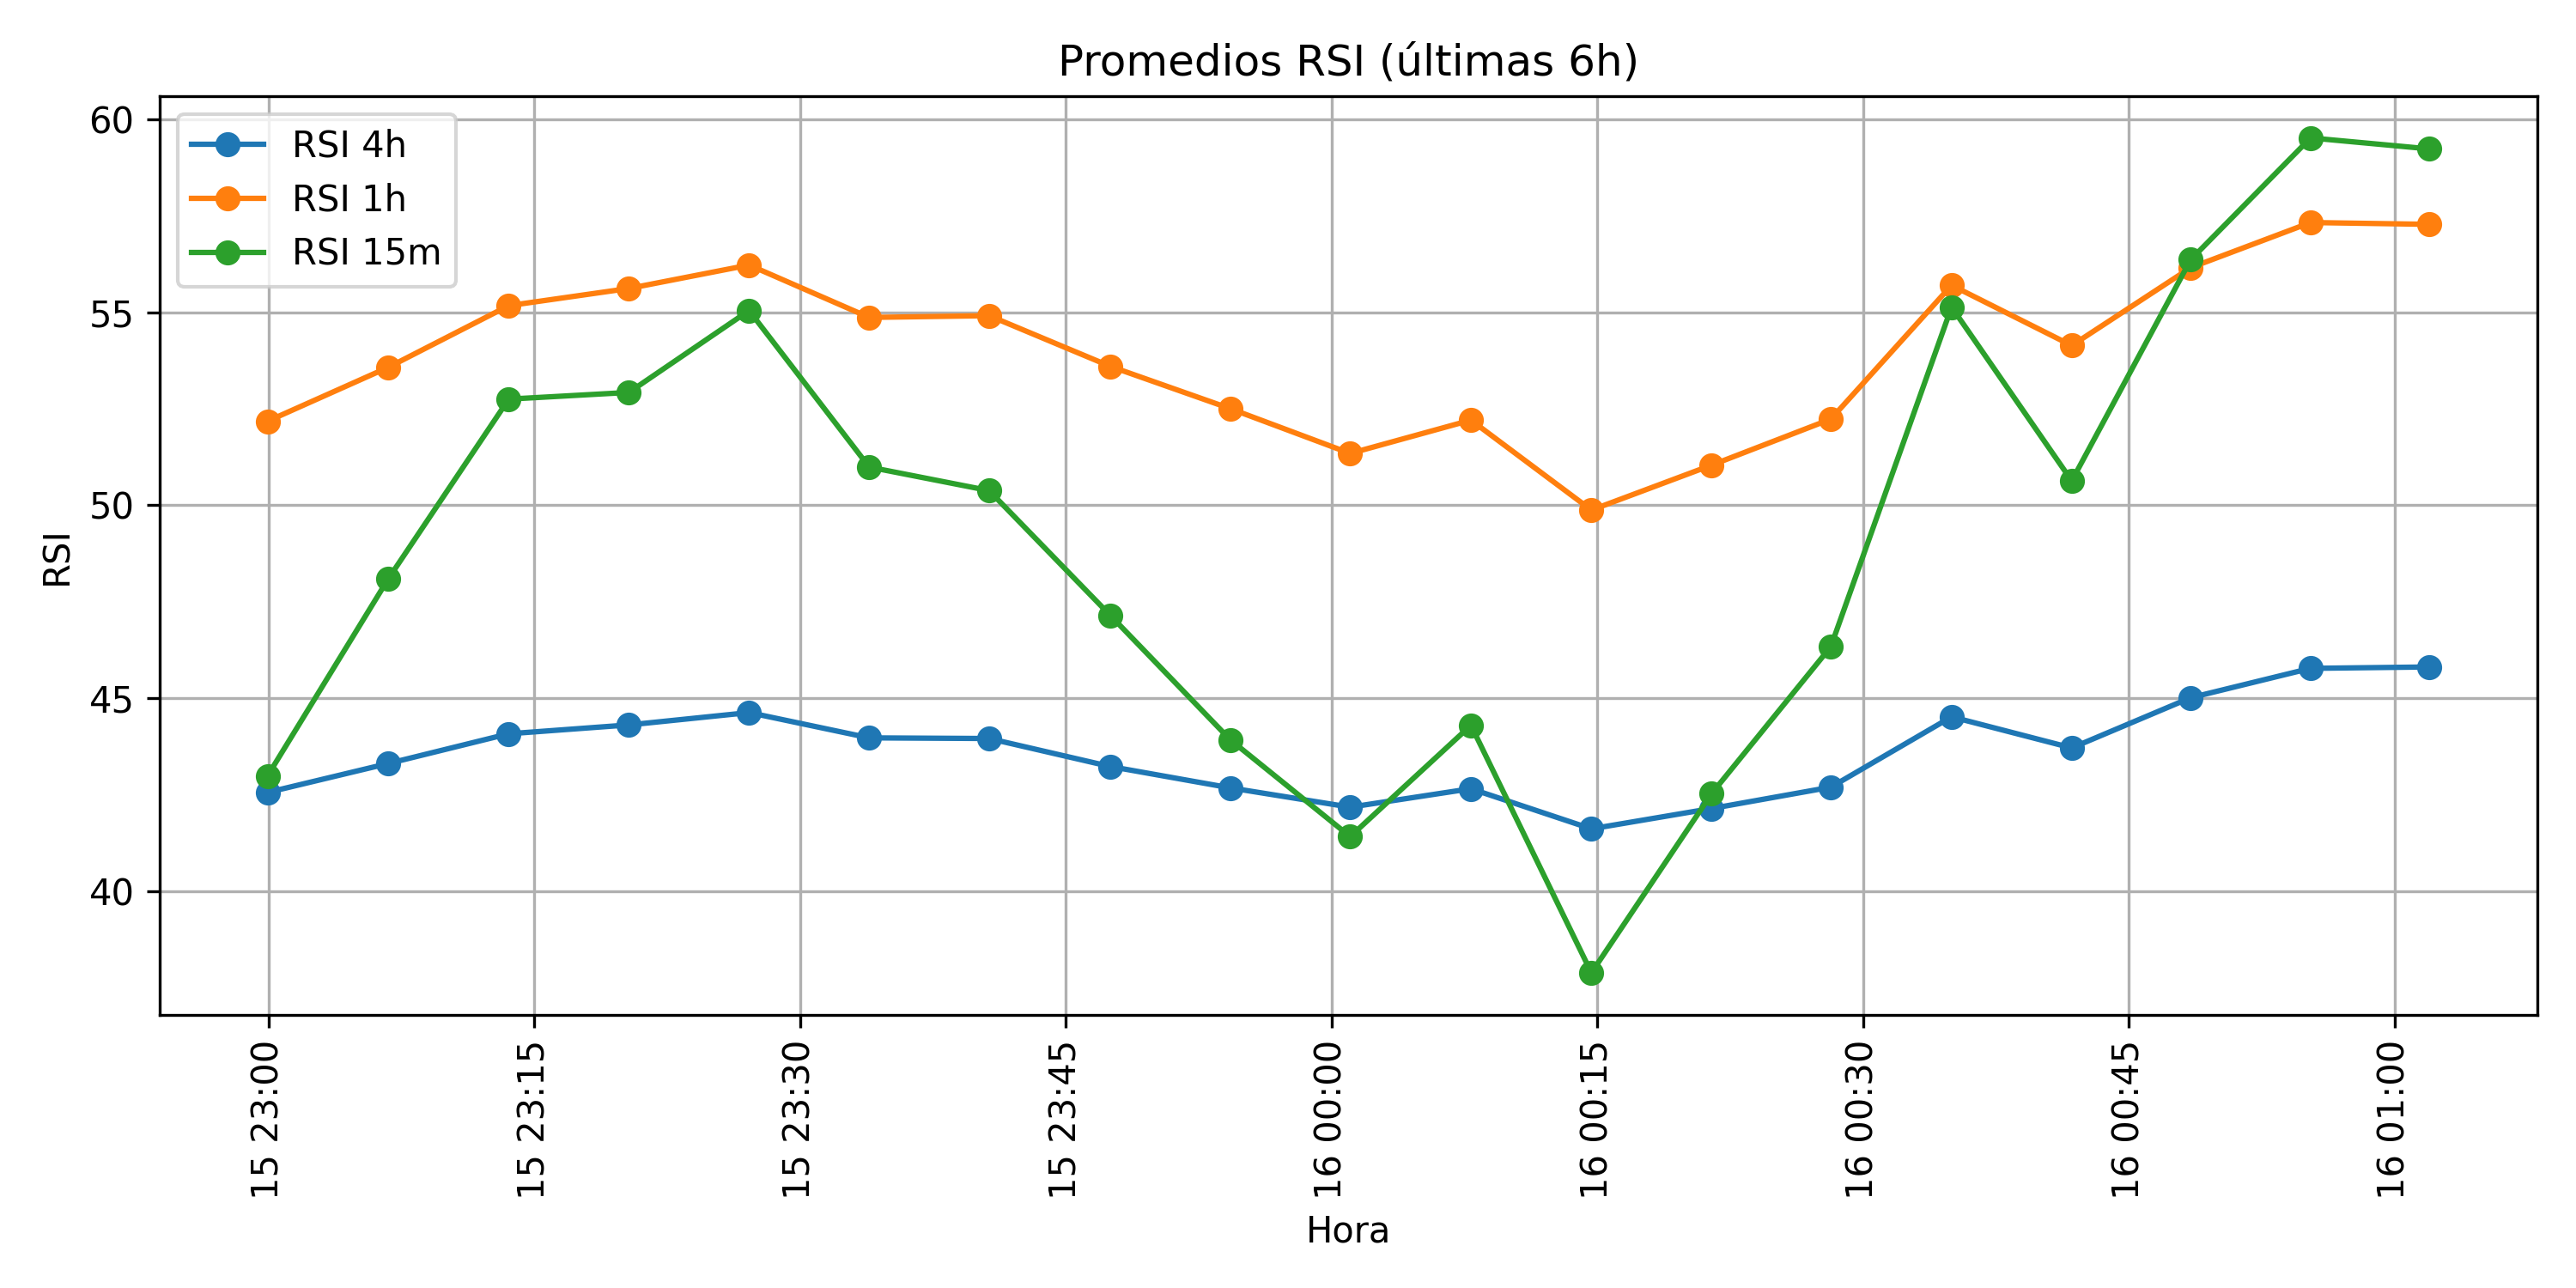 Promedios RSI (últimas 6h)
RSI 4h
RSI 1h
RSI 15m
60
55
50
45
40
RSI
15 23:00
15 23:15
15 23:30
15 23:45
16 00:00
16 00:15
16 00:30
16 00:45
16 01:00
Hora